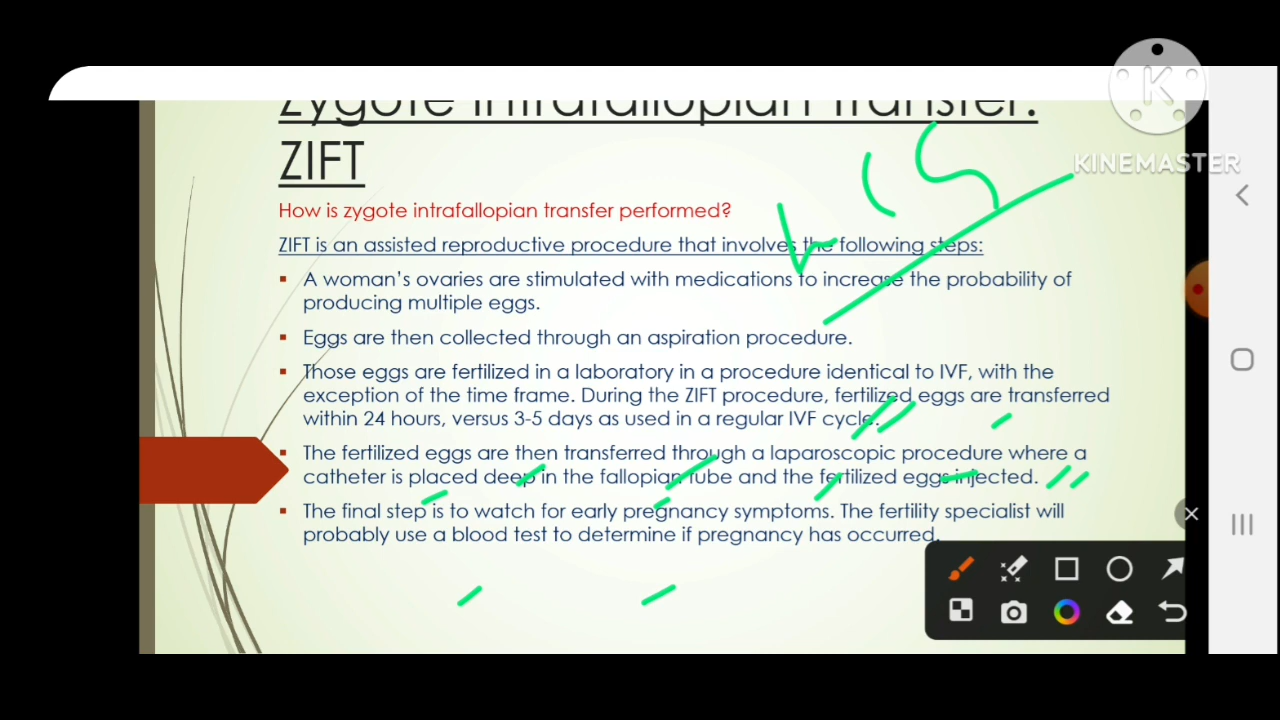 Zygote Intrafallopian Transfer:
ZIFT
KINEMASTER
How is zygote intrafallopian transfer performed?
ZIFT is an assisted reproductive procedure that involves the following steps:
A woman's ovaries are stimulated with medications to increase the probability of
producing multiple eggs.
Eggs are then collected through an aspiration procedure.
Those eggs are fertilized in a laboratory in a procedure identical to IVF, with the
exception of the time frame. During the ZIFT procedure, fertilized eggs are transferred
within 24 hours, versus 3-5 days as used in a regular IVF cycle.
The fertilized eggs are then transferred through a laparoscopic procedure where a
catheter is placed deep in the fallopian tube and the fertilized eggs injected.
The final step is to watch for early pregnancy symptoms. The fertility specialist will
probably use a blood test to determine if pregnancy has occurred.